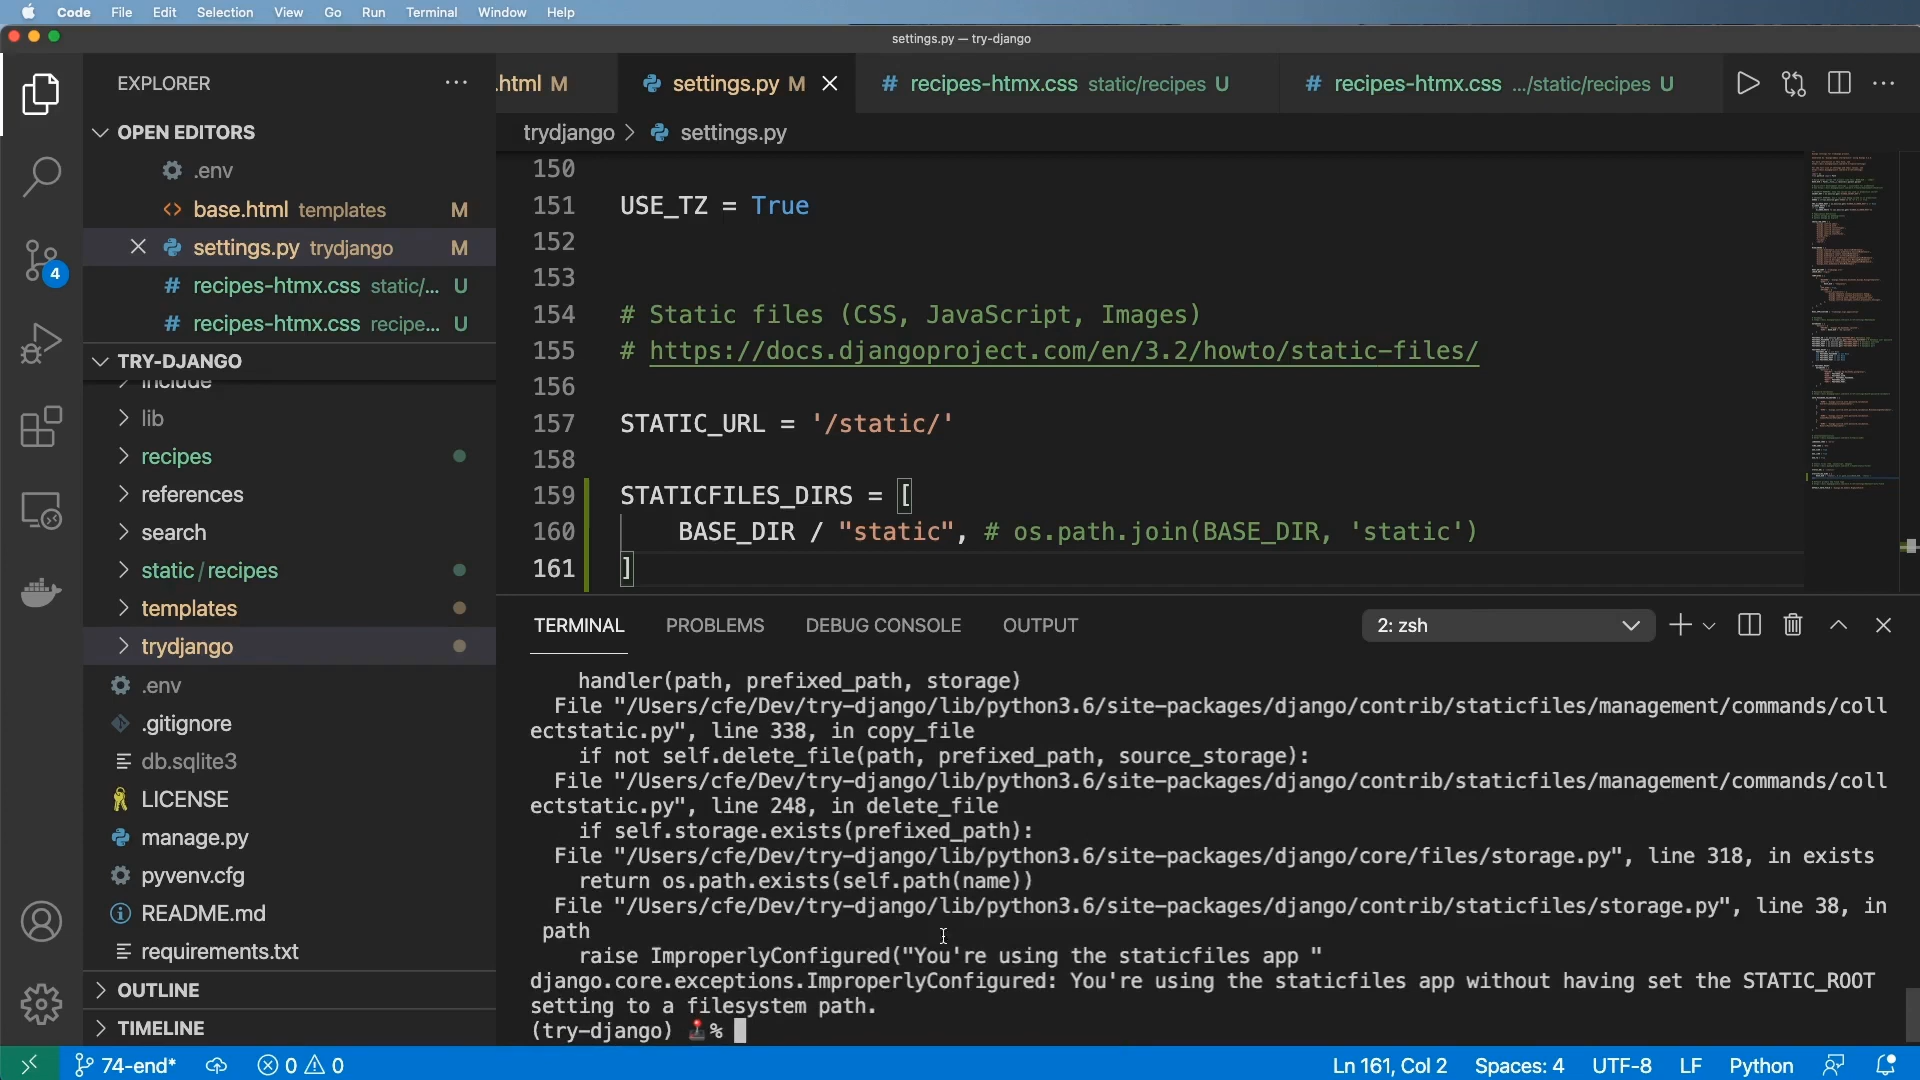 Code File Edit Selection View Go Run Terminal Window Help
settings.py — try-django
EXPLORER
.html M
settings.py M
# recipes-htmx.css static/recipes U
# recipes-htmx.css .../static/recipes U
OPEN EDITORS
.env
base.html templates M
settings.py trydjango M
# recipes-htmx.css static/... U
# recipes-htmx.css recipe... U
4
TRY-DJANGO
include
lib
recipes
references
search
static / recipes
templates
trydjango
.env
.gitignore
db.sqlite3
LICENSE
manage.py
pyvenv.cfg
README.md
requirements.txt
OUTLINE
TIMELINE
trydjango > settings.py
150
151 USE_TZ = True
152
153
154 # Static files (CSS, JavaScript, Images)
155 # https://docs.djangoproject.com/en/3.2/howto/static-files/
156
157 STATIC_URL = '/static/'
158
159 STATICFILES_DIRS = [
160 BASE_DIR / "static", # os.path.join(BASE_DIR, 'static')
161 ]
TERMINAL PROBLEMS DEBUG CONSOLE OUTPUT
2: zsh
handler(path, prefixed_path, storage)
File "/Users/cfe/Dev/try-django/lib/python3.6/site-packages/django/contrib/staticfiles/management/commands/coll
ectstatic.py", line 338, in copy_file
if not self.delete_file(path, prefixed_path, source_storage):
File "/Users/cfe/Dev/try-django/lib/python3.6/site-packages/django/contrib/staticfiles/management/commands/coll
ectstatic.py", line 248, in delete_file
if self.storage.exists(prefixed_path):
File "/Users/cfe/Dev/try-django/lib/python3.6/site-packages/django/core/files/storage.py", line 318, in exists
return os.path.exists(self.path(name))
File "/Users/cfe/Dev/try-django/lib/python3.6/site-packages/django/contrib/staticfiles/storage.py", line 38, in
path
raise ImproperlyConfigured("You're using the staticfiles app "
django.core.exceptions.ImproperlyConfigured: You're using the staticfiles app without having set the STATIC_ROOT
setting to a filesystem path.
(try-django) 🕹% 
74-end* 0 0 Ln 161, Col 2 Spaces: 4 UTF-8 LF Python